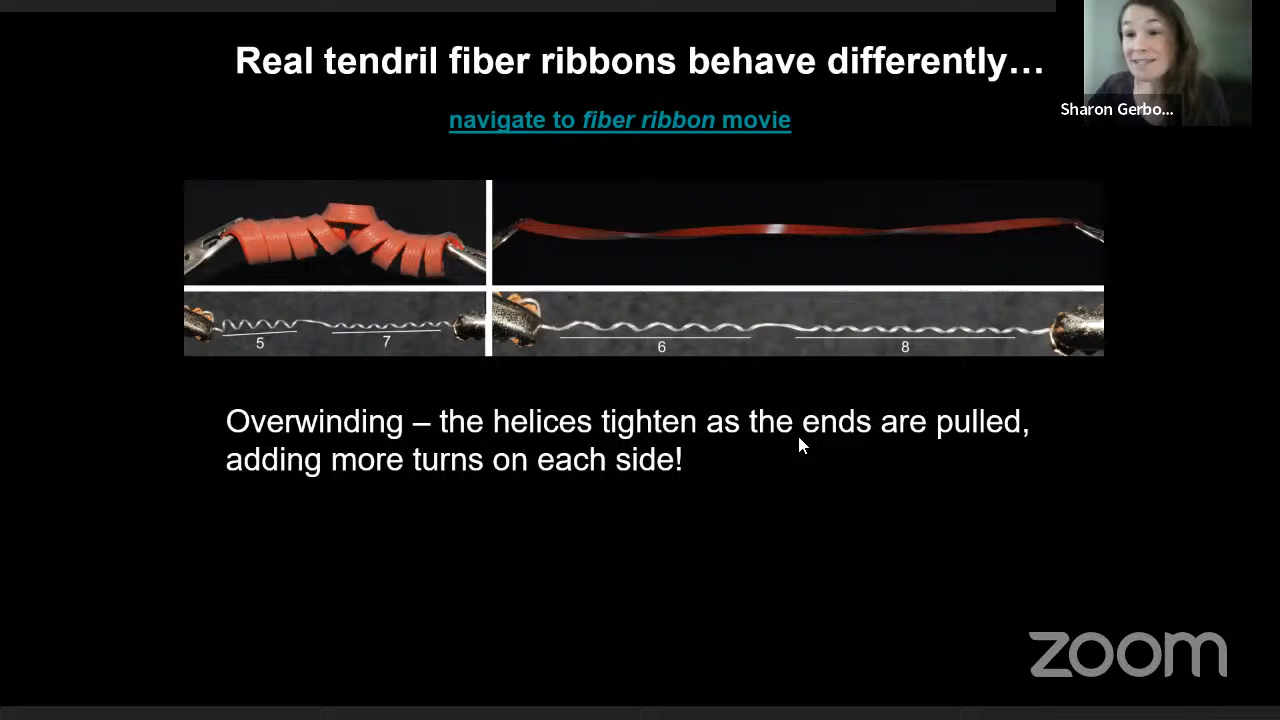 Real tendril fiber ribbons behave differently…
navigate to fiber ribbon movie
Sharon Gerbo...
5
7
6
8
Overwinding – the helices tighten as the ends are pulled,
adding more turns on each side!
zoom